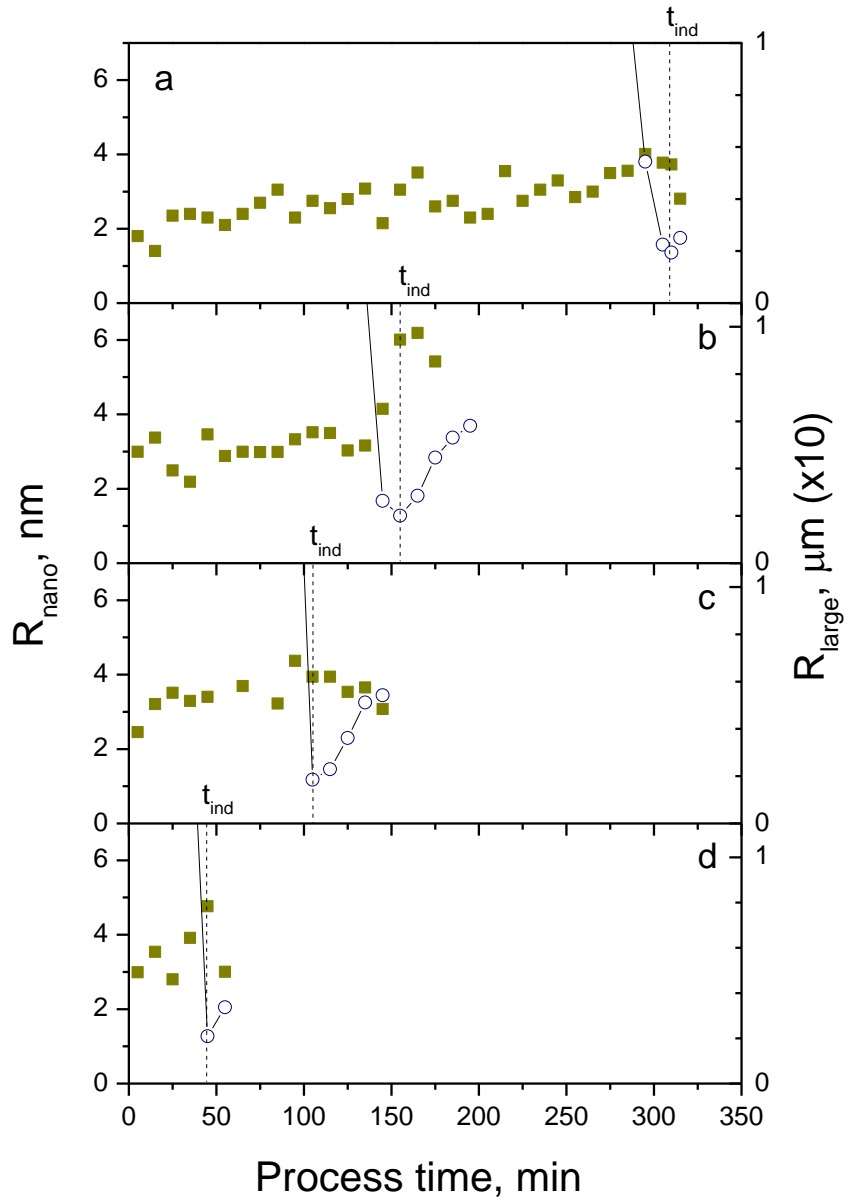 t_ind
a
6
4
2
0
1
0
t_ind
b
6
4
2
0
1
0
t_ind
c
6
4
2
0
1
0
t_ind
d
6
4
2
0
1
0
0 50 100 150 200 250 300 350
R_nano, nm
R_large, μm (x10)
Process time, min